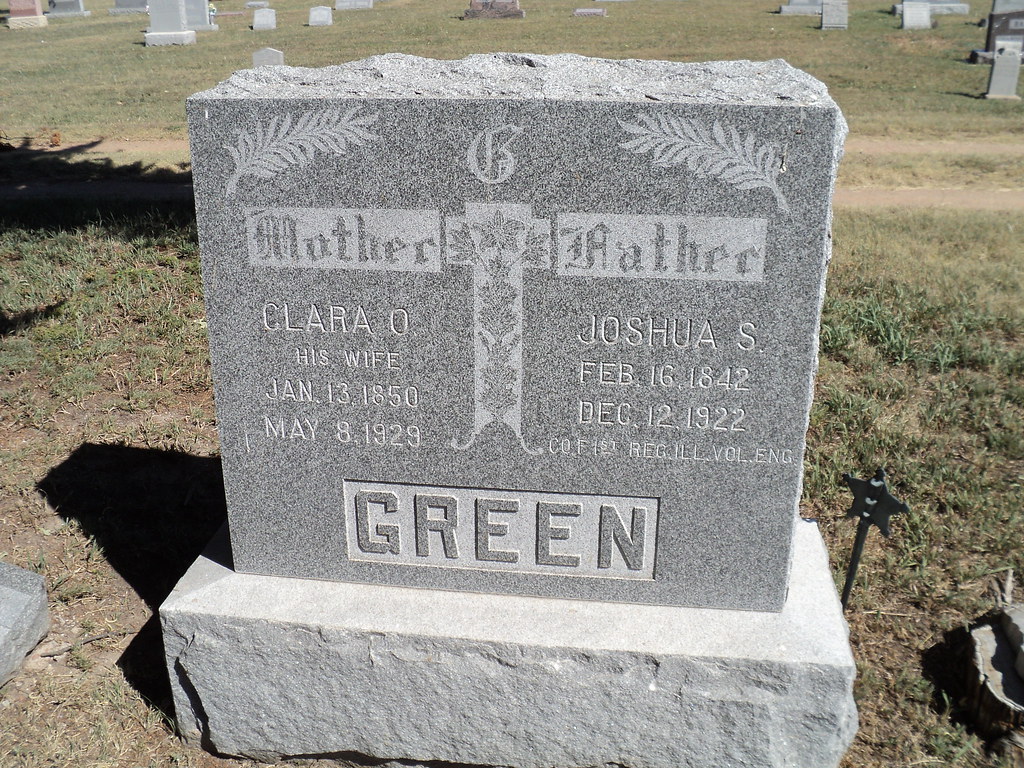 G
Mother
Father
CLARA O
HIS WIFE
JAN. 13. 1850
MAY 8. 1929
JOSHUA S.
FEB. 16. 1842
DEC. 12. 1922
CO F 1ST REG. ILL. VOL. ENG
GREEN